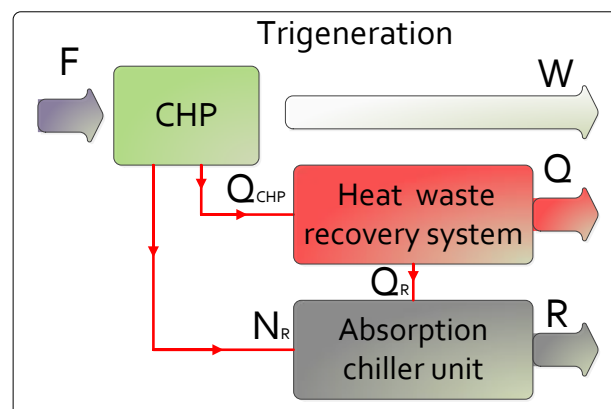 Trigeneration
F
W
CHP
Q
QCHP
Heat waste
recovery system
QR
R
NR
Absorption
chiller unit